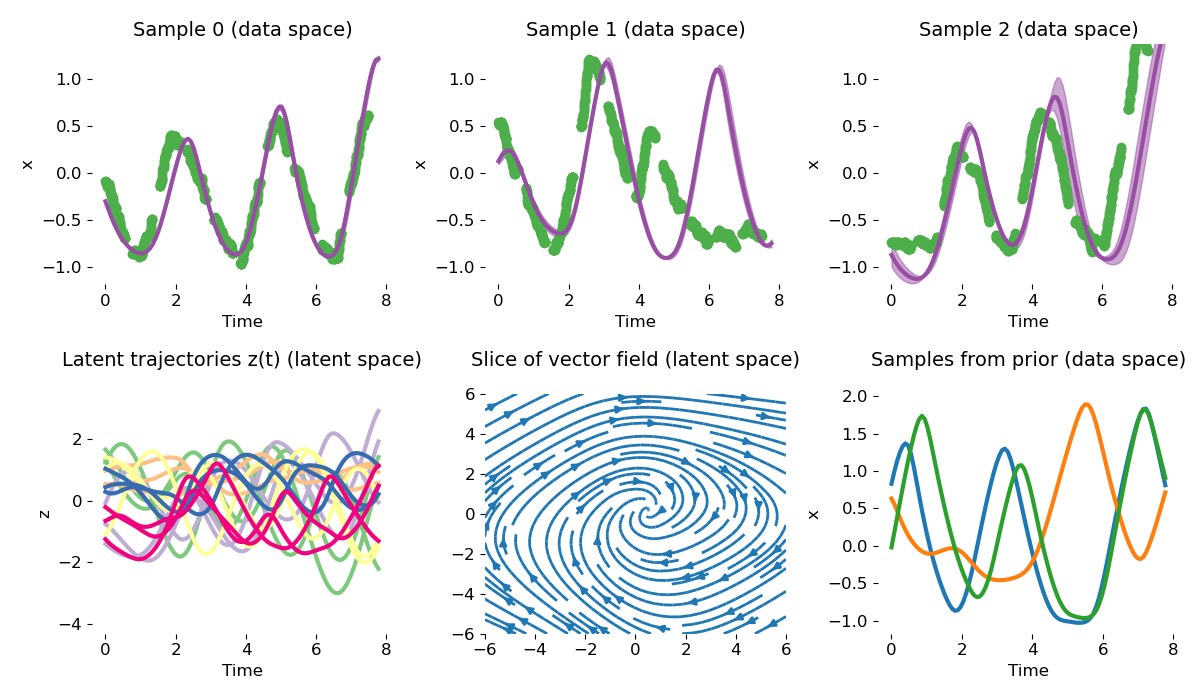 Sample 0 (data space)
Sample 1 (data space)
Sample 2 (data space)
1.0
0.5
0.0
−0.5
−1.0
x
0 2 4 6 8
Time
1.0
0.5
0.0
−0.5
−1.0
x
0 2 4 6 8
Time
1.0
0.5
0.0
−0.5
−1.0
x
0 2 4 6 8
Time
Latent trajectories z(t) (latent space)
Slice of vector field (latent space)
Samples from prior (data space)
2
0
−2
−4
z
0 2 4 6 8
Time
6
4
2
0
−2
−4
−6
−6 −4 −2 0 2 4 6
2.0
1.5
1.0
0.5
0.0
−0.5
−1.0
x
0 2 4 6 8
Time